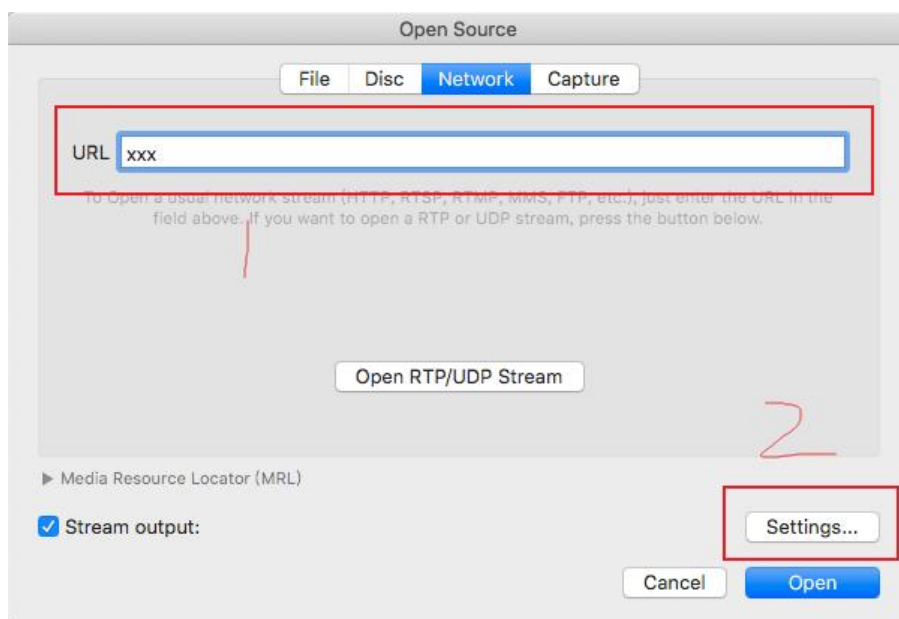 Open Source
File Disc Network Capture
URL xxx
To Open a usual network stream (HTTP, RTSP, RTMP, MMS, FTP, etc.), just enter the URL in the
field above. If you want to open a RTP or UDP stream, press the button below.
1
Open RTP/UDP Stream
2
Media Resource Locator (MRL)
Stream output:
Settings...
Cancel Open